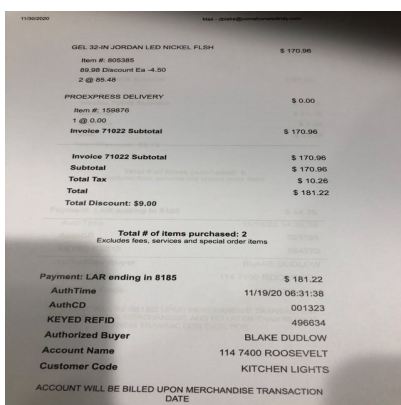 11/30/2020
GEL 32-IN JORDAN LED NICKEL FLSH $ 170.96
Item #: 805385
89.98 Discount Ea -4.50
2 @ 85.48
PROEXPRESS DELIVERY $ 0.00
Item #: 159876
1 @ 0.00
Invoice 71022 Subtotal $ 170.96
Invoice 71022 Subtotal $ 170.96
Subtotal $ 170.96
Total Tax $ 10.26
Total $ 181.22
Total Discount: $9.00
Total # of items purchased: 2
Excludes fees, services and special order items
Payment: LAR ending in 8185 $ 181.22
AuthTime 11/19/20 06:31:38
AuthCD 001323
KEYED REFID 496634
Authorized Buyer BLAKE DUDLOW
Account Name 114 7400 ROOSEVELT
Customer Code KITCHEN LIGHTS
ACCOUNT WILL BE BILLED UPON MERCHANDISE TRANSACTION
DATE